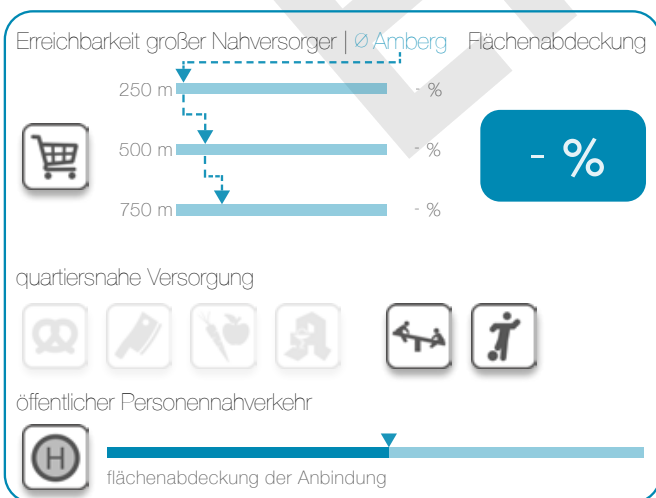 Erreichbarkeit großer Nahversorger | Ø Amberg Flächenabdeckung
250 m - %
500 m - %
- %
750 m - %
quartiersnahe Versorgung
öffentlicher Personennahverkehr
H
flächenabdeckung der Anbindung